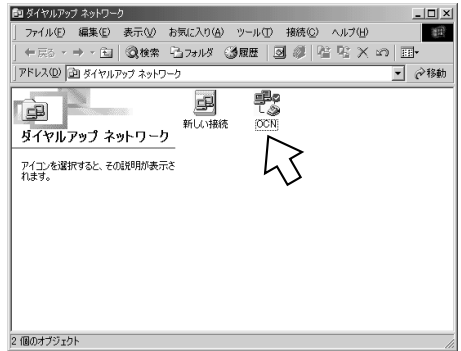 ダイヤルアップ ネットワーク
ファイル(F) 編集(E) 表示(V) お気に入り(A) ツール(T) 接続(C) ヘルプ(H)
戻る 検索 フォルダ 履歴
アドレス(D) ダイヤルアップ ネットワーク 移動
新しい接続 OCN
ダイヤルアップ ネットワーク
アイコンを選択すると、その説明が表示さ
れます。
2 個のオブジェクト